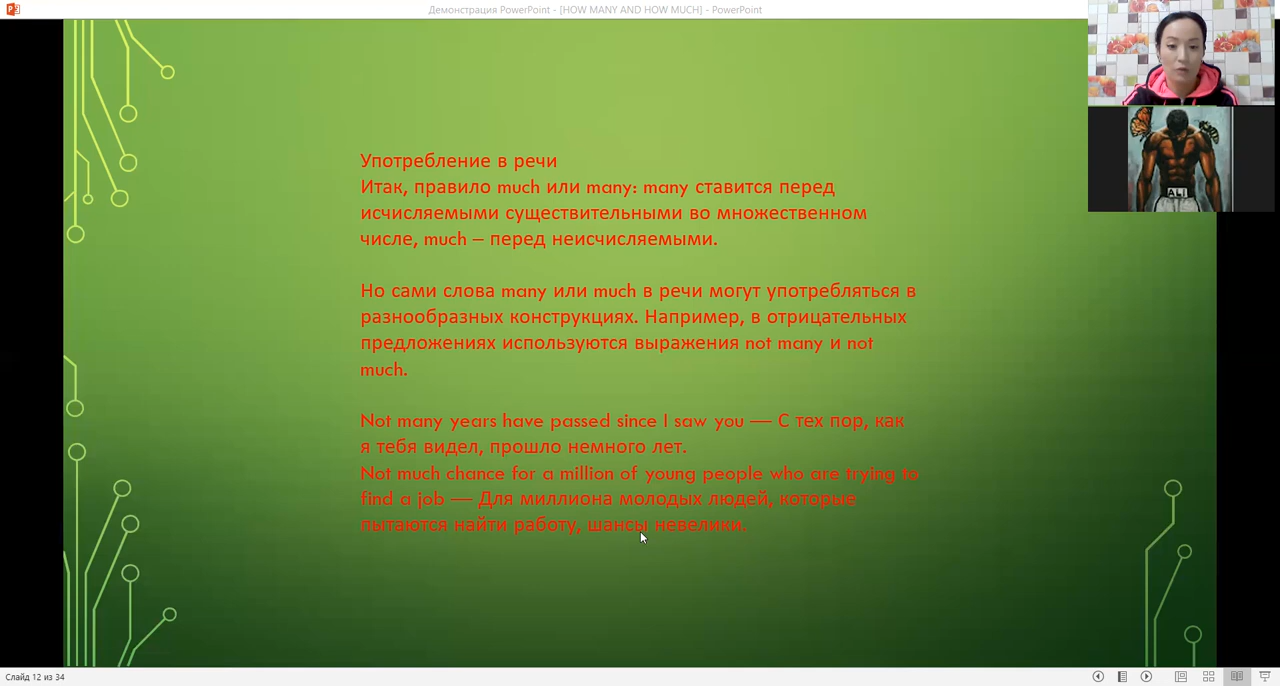 Демонстрация PowerPoint - [HOW MANY AND HOW MUCH] - PowerPoint
Употребление в речи
Итак, правило much или many: many ставится перед
исчисляемыми существительными во множественном
числе, much – перед неисчисляемыми.
Но сами слова many или much в речи могут употребляться в
разнообразных конструкциях. Например, в отрицательных
предложениях используются выражения not many и not
much.
Not many years have passed since I saw you — С тех пор, как
я тебя видел, прошло немного лет.
Not much chance for a million of young people who are trying to
find a job — Для миллиона молодых людей, которые
пытаются найти работу, шансы невелики.
ALI
Слайд 12 из 34